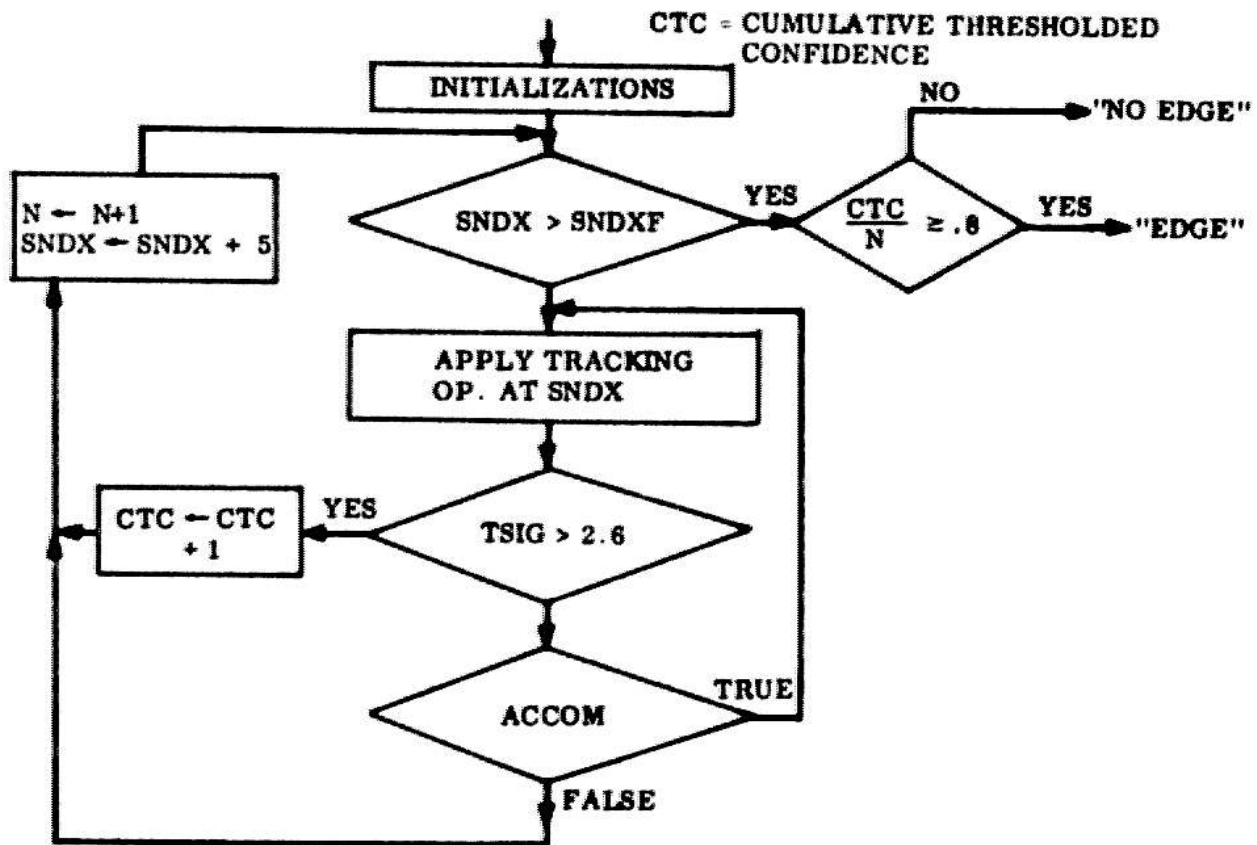 CTC = CUMULATIVE THRESHOLDED
CONFIDENCE
INITIALIZATIONS
NO
"NO EDGE"
N ← N+1
SNDX ← SNDX + 5
SNDX > SNDXF
YES
CTC
N
≥ .8
YES
"EDGE"
APPLY TRACKING
OP. AT SNDX
CTC ← CTC
+ 1
YES
TSIG > 2.6
ACCOM
TRUE
FALSE